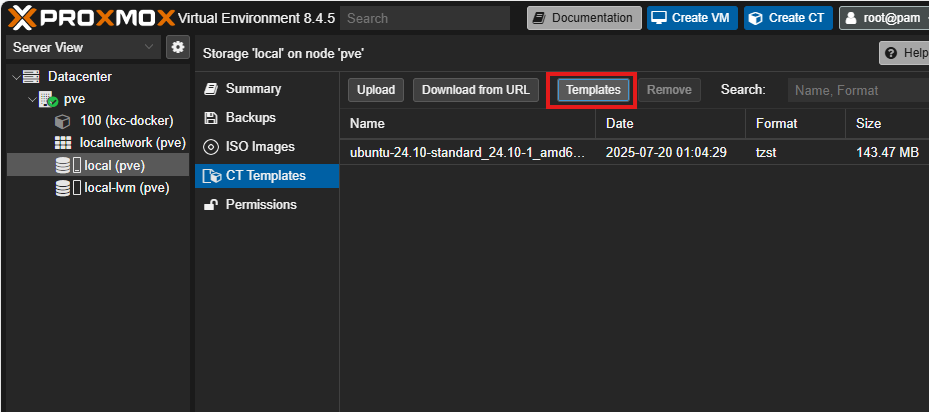 PROXMOX Virtual Environment 8.4.5 Search Documentation Create VM Create CT root@pam
Server View
Storage 'local' on node 'pve' Help
Datacenter
pve
100 (lxc-docker)
localnetwork (pve)
local (pve)
local-lvm (pve)
Summary
Backups
ISO Images
CT Templates
Permissions
Upload Download from URL Templates Remove Search: Name, Format
Name Date Format Size
ubuntu-24.10-standard_24.10-1_amd6... 2025-07-20 01:04:29 tzst 143.47 MB